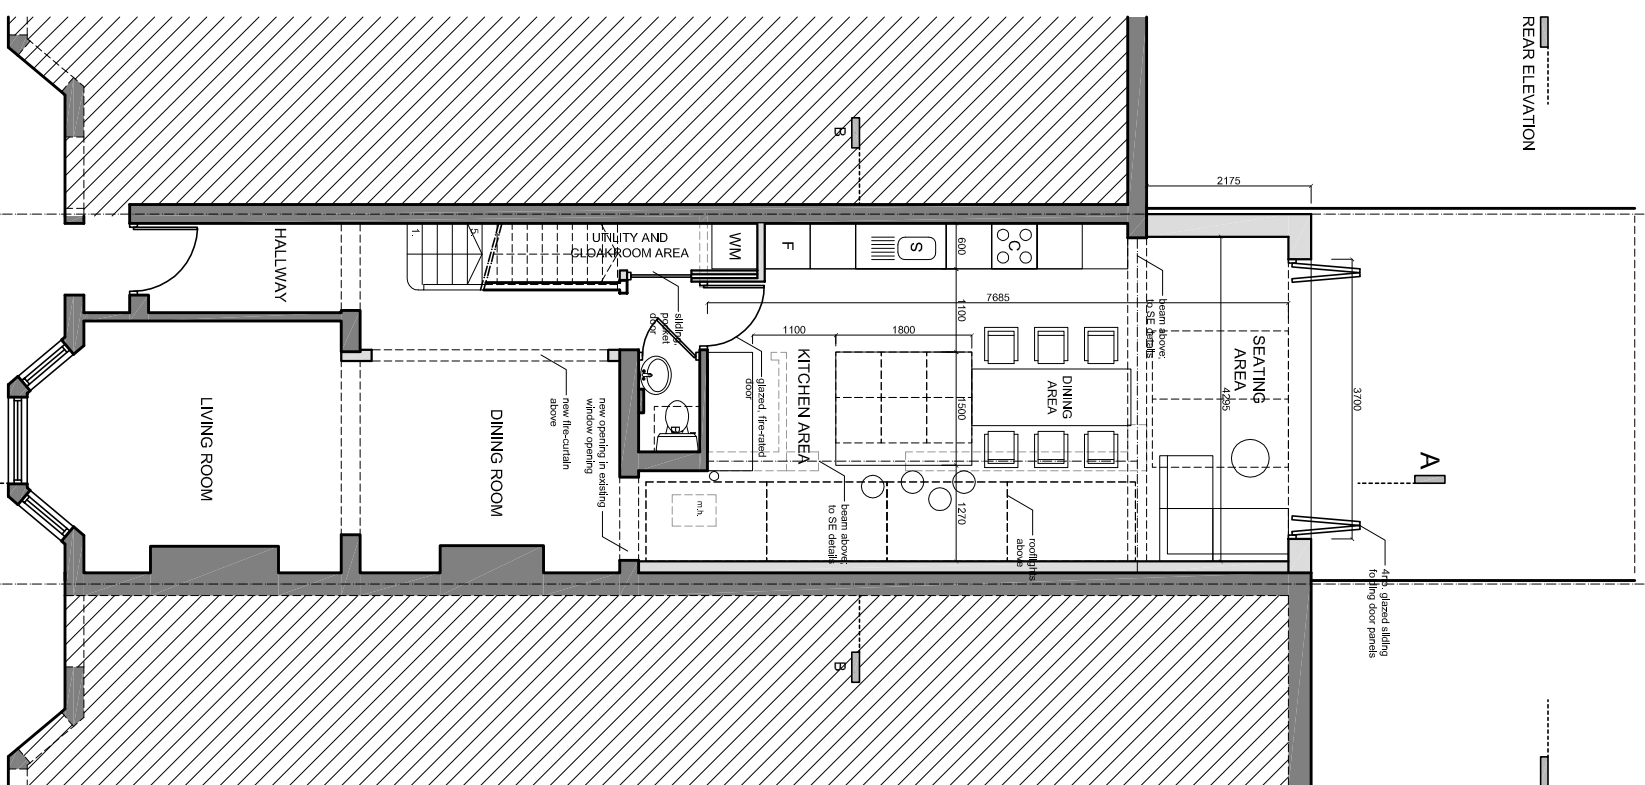 REAR ELEVATION
B
2175
HALLWAY
1.
5.
UTILITY AND
CLOAKROOM AREA
WM
F
S
600
C
7685
1100
beam above;
to SE details
sliding,
pocket
door
1100
1800
glazed, fire-rated
door
KITCHEN AREA
1500
DINING
AREA
SEATING
AREA
4295
3700
LIVING ROOM
DINING ROOM
new fire-curtain
above
new opening in existing
window opening
m.h.
beam above;
to SE details
1270
rooflights
above
A
4no. glazed sliding
folding door panels
B